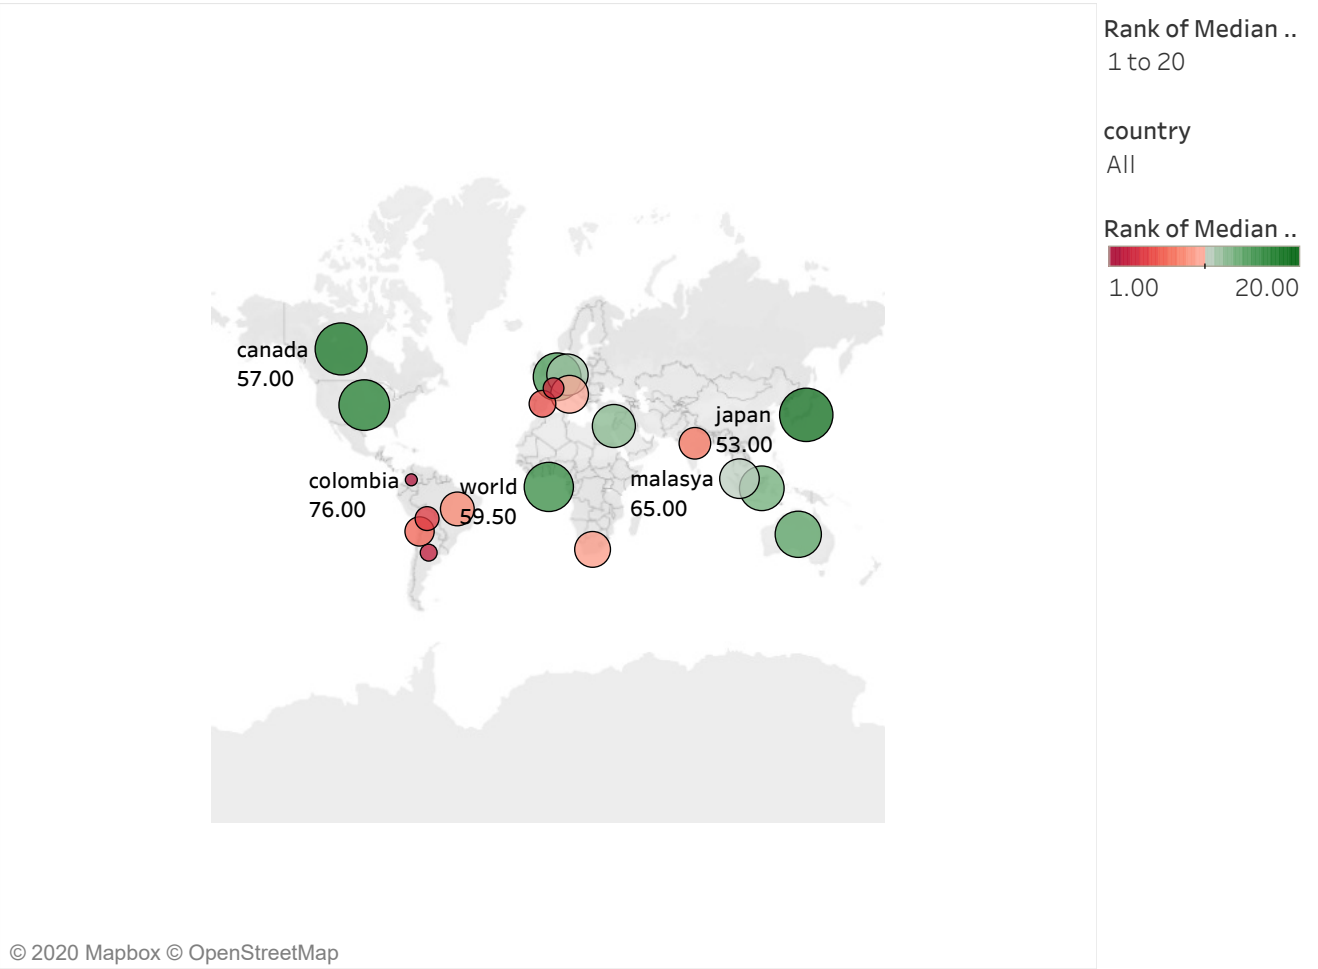 Rank of Median ..
1 to 20
country
All
Rank of Median ..
1.00 20.00
canada
57.00
japan
53.00
colombia
76.00
world
59.50
malasya
65.00
© 2020 Mapbox © OpenStreetMap